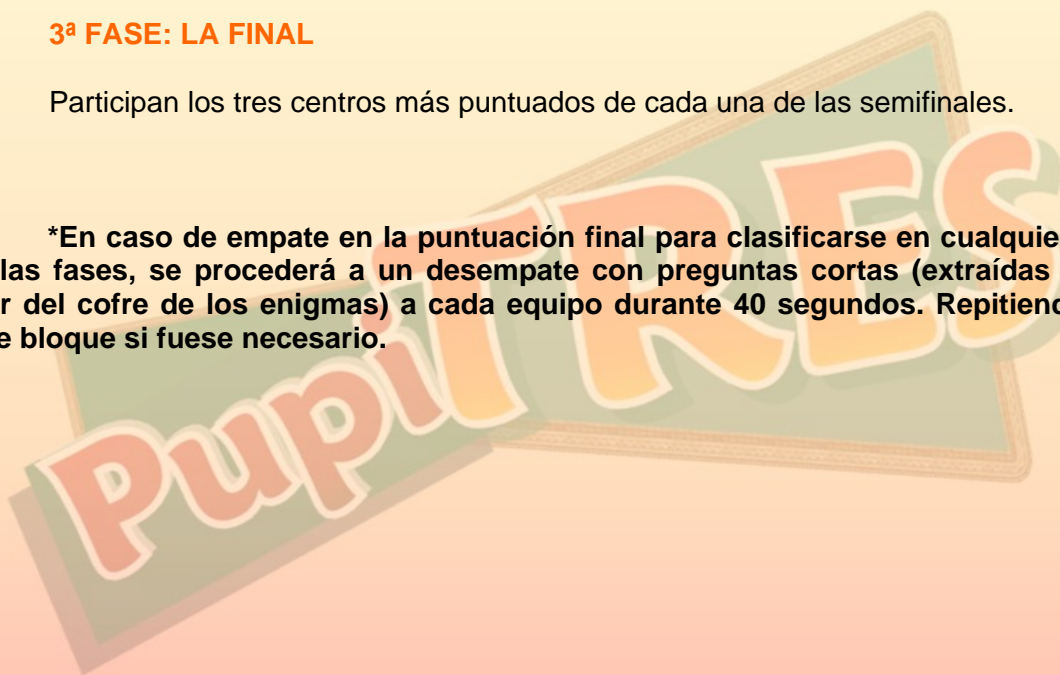 3ª FASE: LA FINAL
Participan los tres centros más puntuados de cada una de las semifinales.
*En caso de empate en la puntuación final para clasificarse en cualquie
las fases, se procederá a un desempate con preguntas cortas (extraídas
r del cofre de los enigmas) a cada equipo durante 40 segundos. Repitiend
e bloque si fuese necesario.
PupiTRES